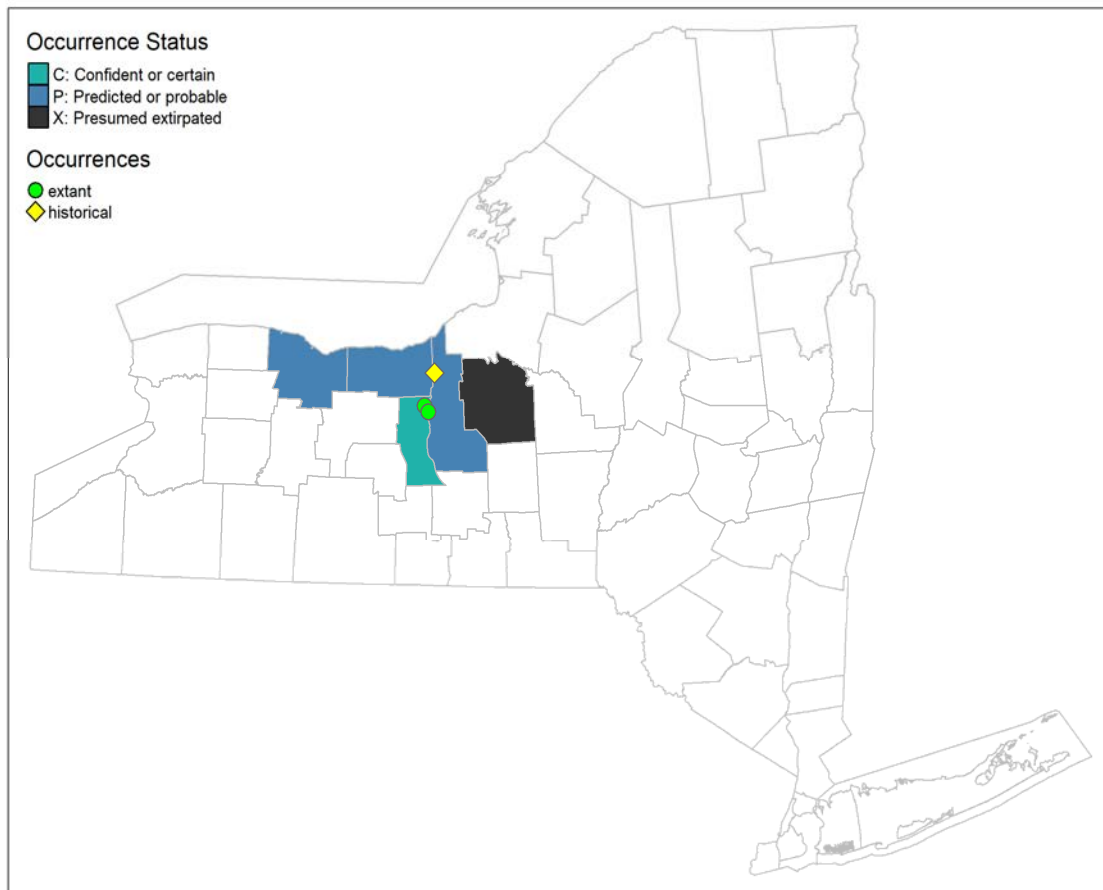 Occurrence Status
C: Confident or certain
P: Predicted or probable
X: Presumed extirpated
Occurrences
extant
historical